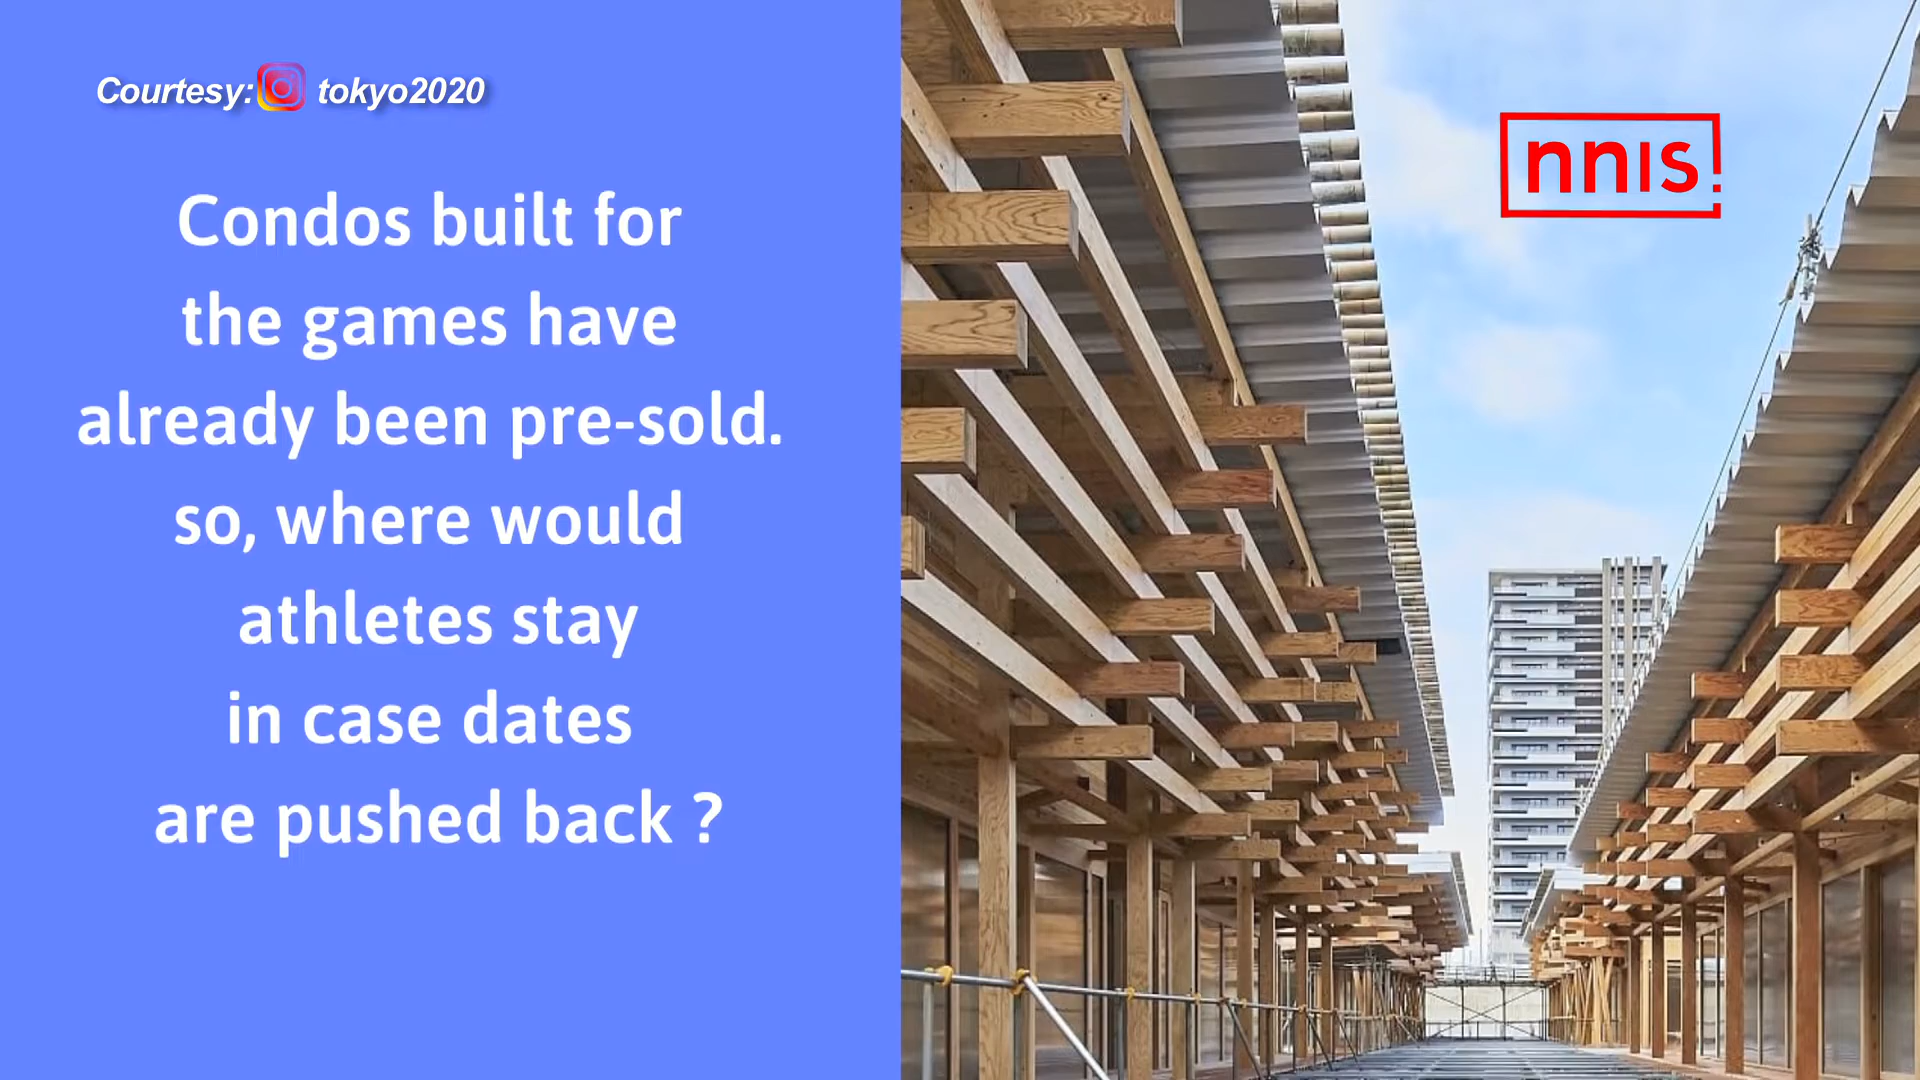 Courtesy: tokyo2020
nnis!
Condos built for
the games have
already been pre-sold.
so, where would
athletes stay
in case dates
are pushed back ?